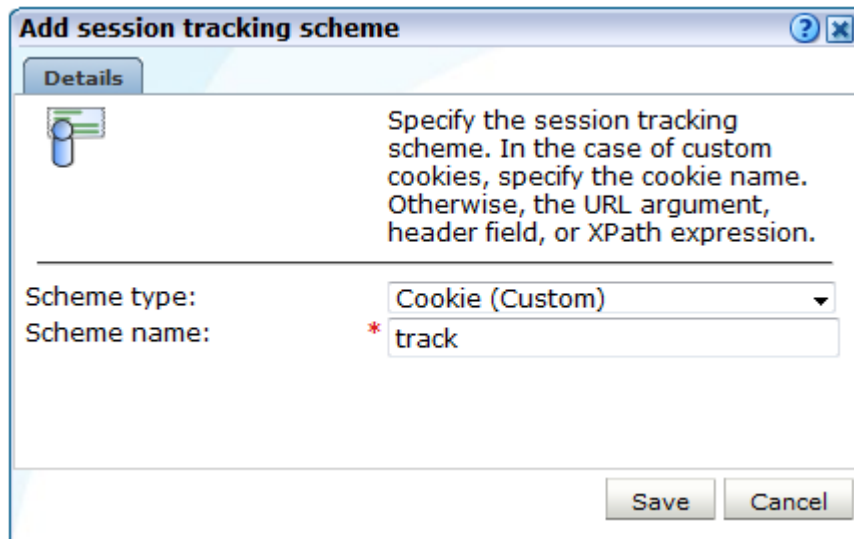 Add session tracking scheme
Details
Specify the session tracking
scheme. In the case of custom
cookies, specify the cookie name.
Otherwise, the URL argument,
header field, or XPath expression.
Scheme type: Cookie (Custom)
Scheme name: * track
Save Cancel